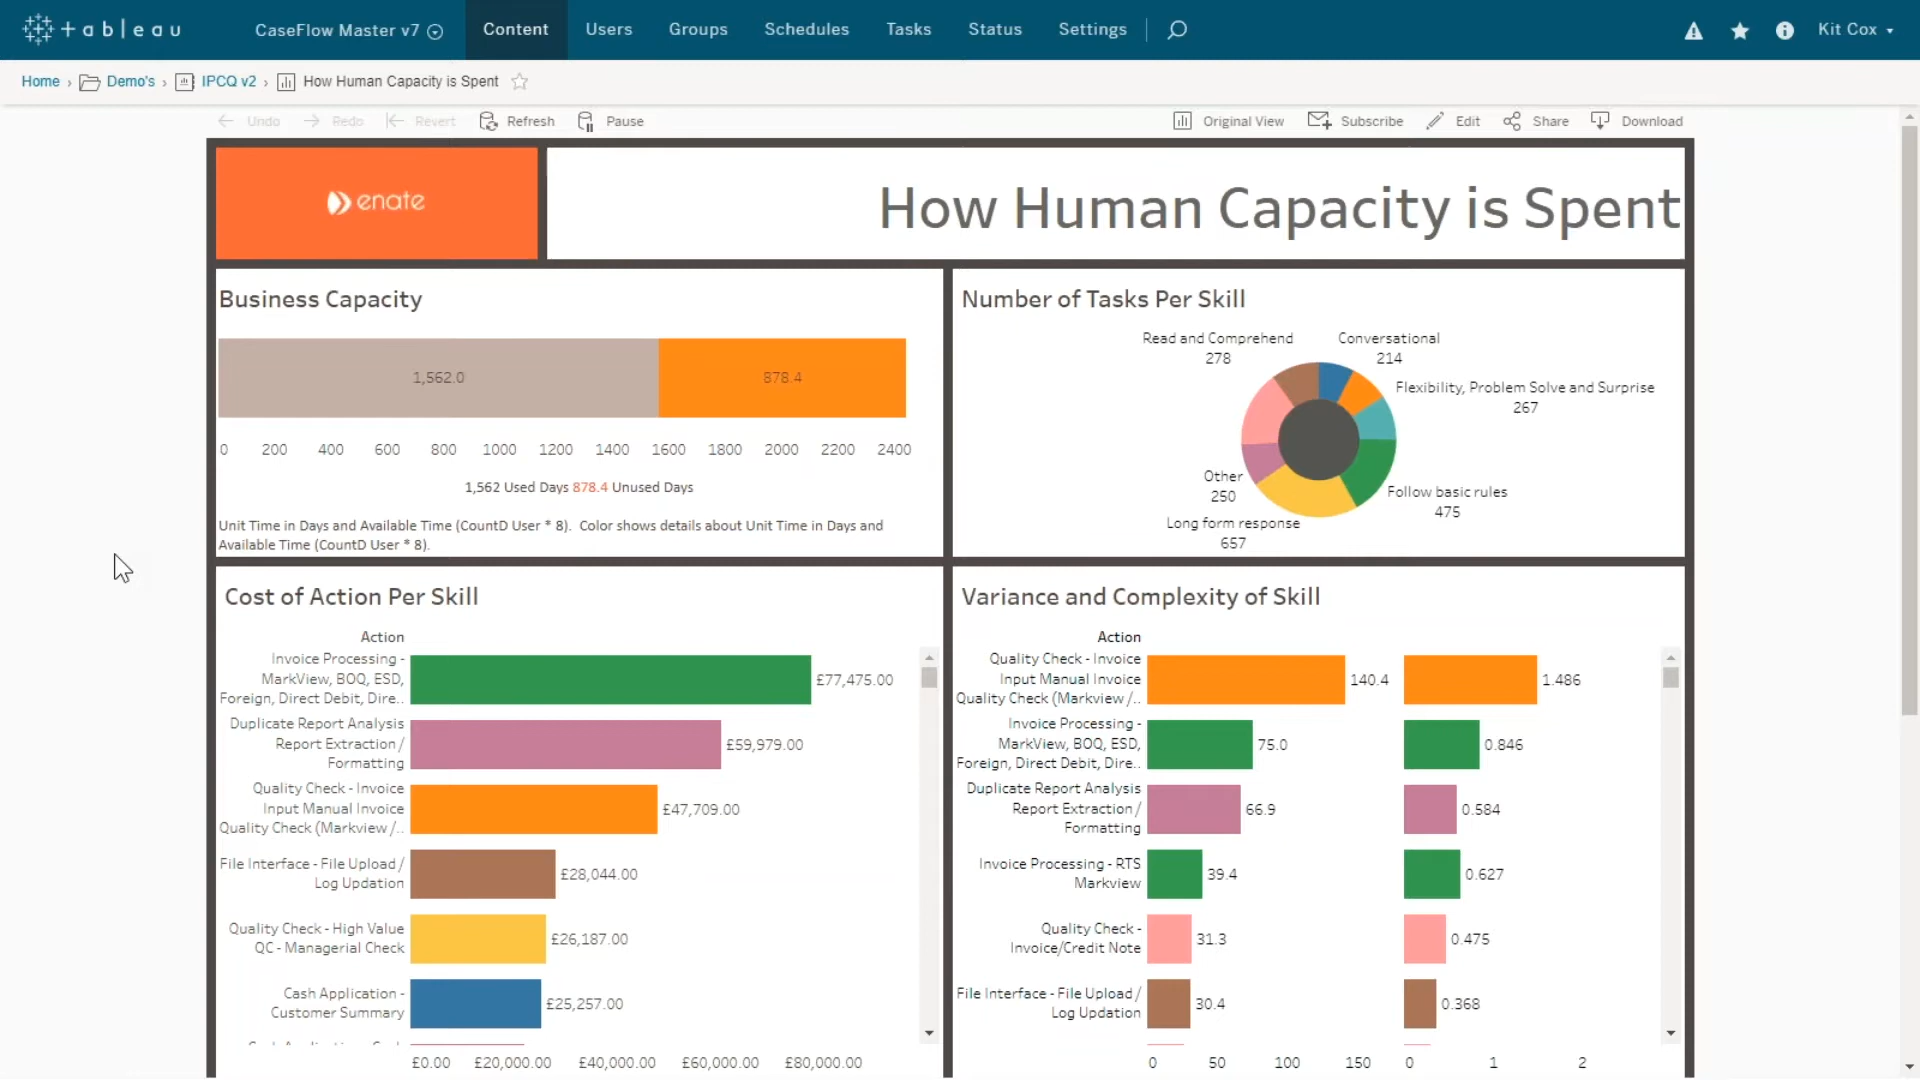 + a b l e a u
CaseFlow Master v7
Content
Users
Groups
Schedules
Tasks
Status
Settings
Kit Cox
Home › Demo's › IPCQ v2 › How Human Capacity is Spent
Undo
Redo
Revert
Refresh
Pause
Original View
Subscribe
Edit
Share
Download
enate
How Human Capacity is Spent
Business Capacity
1,562.0
878.4
0 200 400 600 800 1000 1200 1400 1600 1800 2000 2200 2400
1,562 Used Days 878.4 Unused Days
Unit Time in Days and Available Time (CountD User * 8). Color shows details about Unit Time in Days and
Available Time (CountD User * 8).
Number of Tasks Per Skill
Read and Comprehend
278
Conversational
214
Flexibility, Problem Solve and Surprise
267
Other
250
Follow basic rules
475
Long form response
657
Cost of Action Per Skill
Action
Invoice Processing -
MarkView, BOQ, ESD,
Foreign, Direct Debit, Dire..
£77,475.00
Duplicate Report Analysis
Report Extraction /
Formatting
£59,979.00
Quality Check - Invoice
Input Manual Invoice
Quality Check (Markview /..
£47,709.00
File Interface - File Upload /
Log Updation
£28,044.00
Quality Check - High Value
QC - Managerial Check
£26,187.00
Cash Application -
Customer Summary
£25,257.00
£0.00 £20,000.00 £40,000.00 £60,000.00 £80,000.00
Variance and Complexity of Skill
Action
Quality Check - Invoice
Input Manual Invoice
Quality Check (Markview /..
140.4
1.486
Invoice Processing -
MarkView, BOQ, ESD,
Foreign, Direct Debit, Dire..
75.0
0.846
Duplicate Report Analysis
Report Extraction /
Formatting
66.9
0.584
Invoice Processing - RTS
Markview
39.4
0.627
Quality Check -
Invoice/Credit Note
31.3
0.475
File Interface - File Upload /
Log Updation
30.4
0.368
0 50 100 150
0 1 2